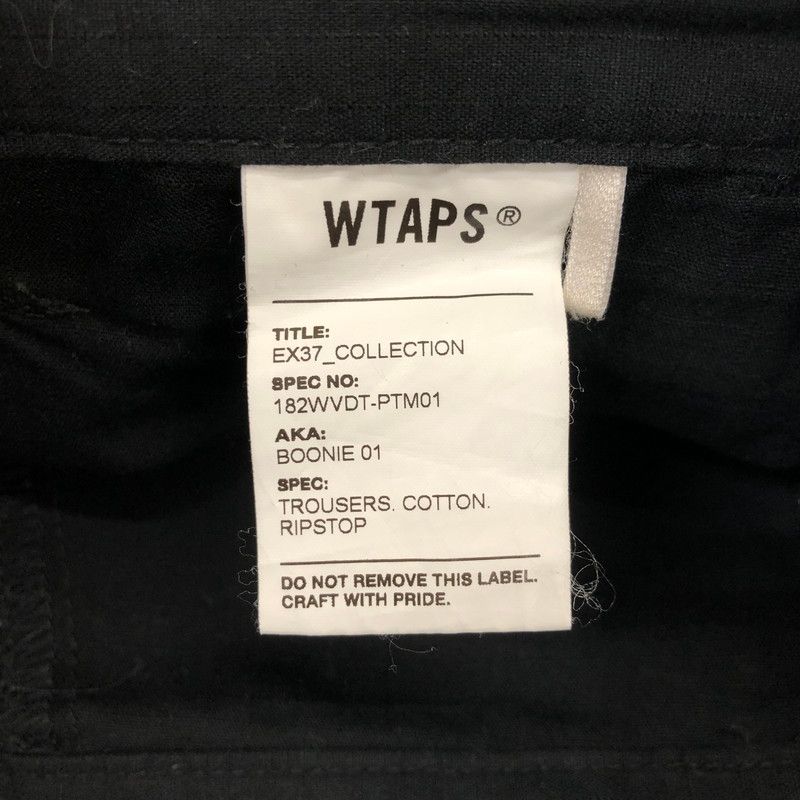 WTAPS®
TITLE:
EX37_COLLECTION
SPEC NO:
182WVDT-PTM01
AKA:
BOONIE 01
SPEC:
TROUSERS. COTTON.
RIPSTOP
DO NOT REMOVE THIS LABEL.
CRAFT WITH PRIDE.